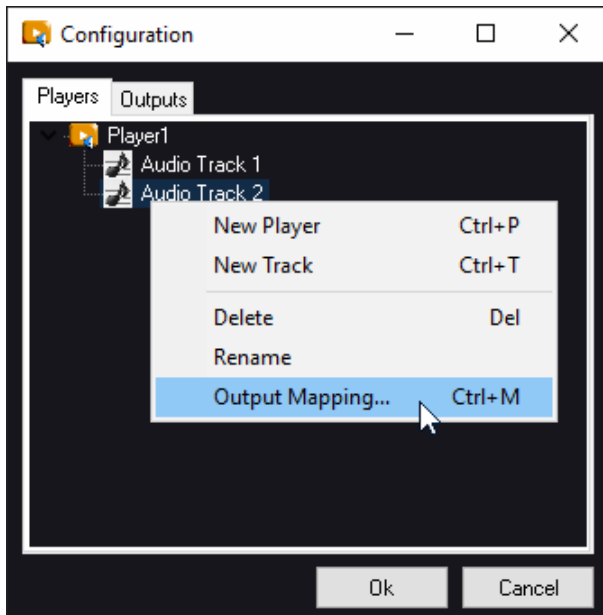 Configuration
Players Outputs
Player1
Audio Track 1
Audio Track 2
New Player Ctrl+P
New Track Ctrl+T
Delete Del
Rename
Output Mapping... Ctrl+M
Ok Cancel